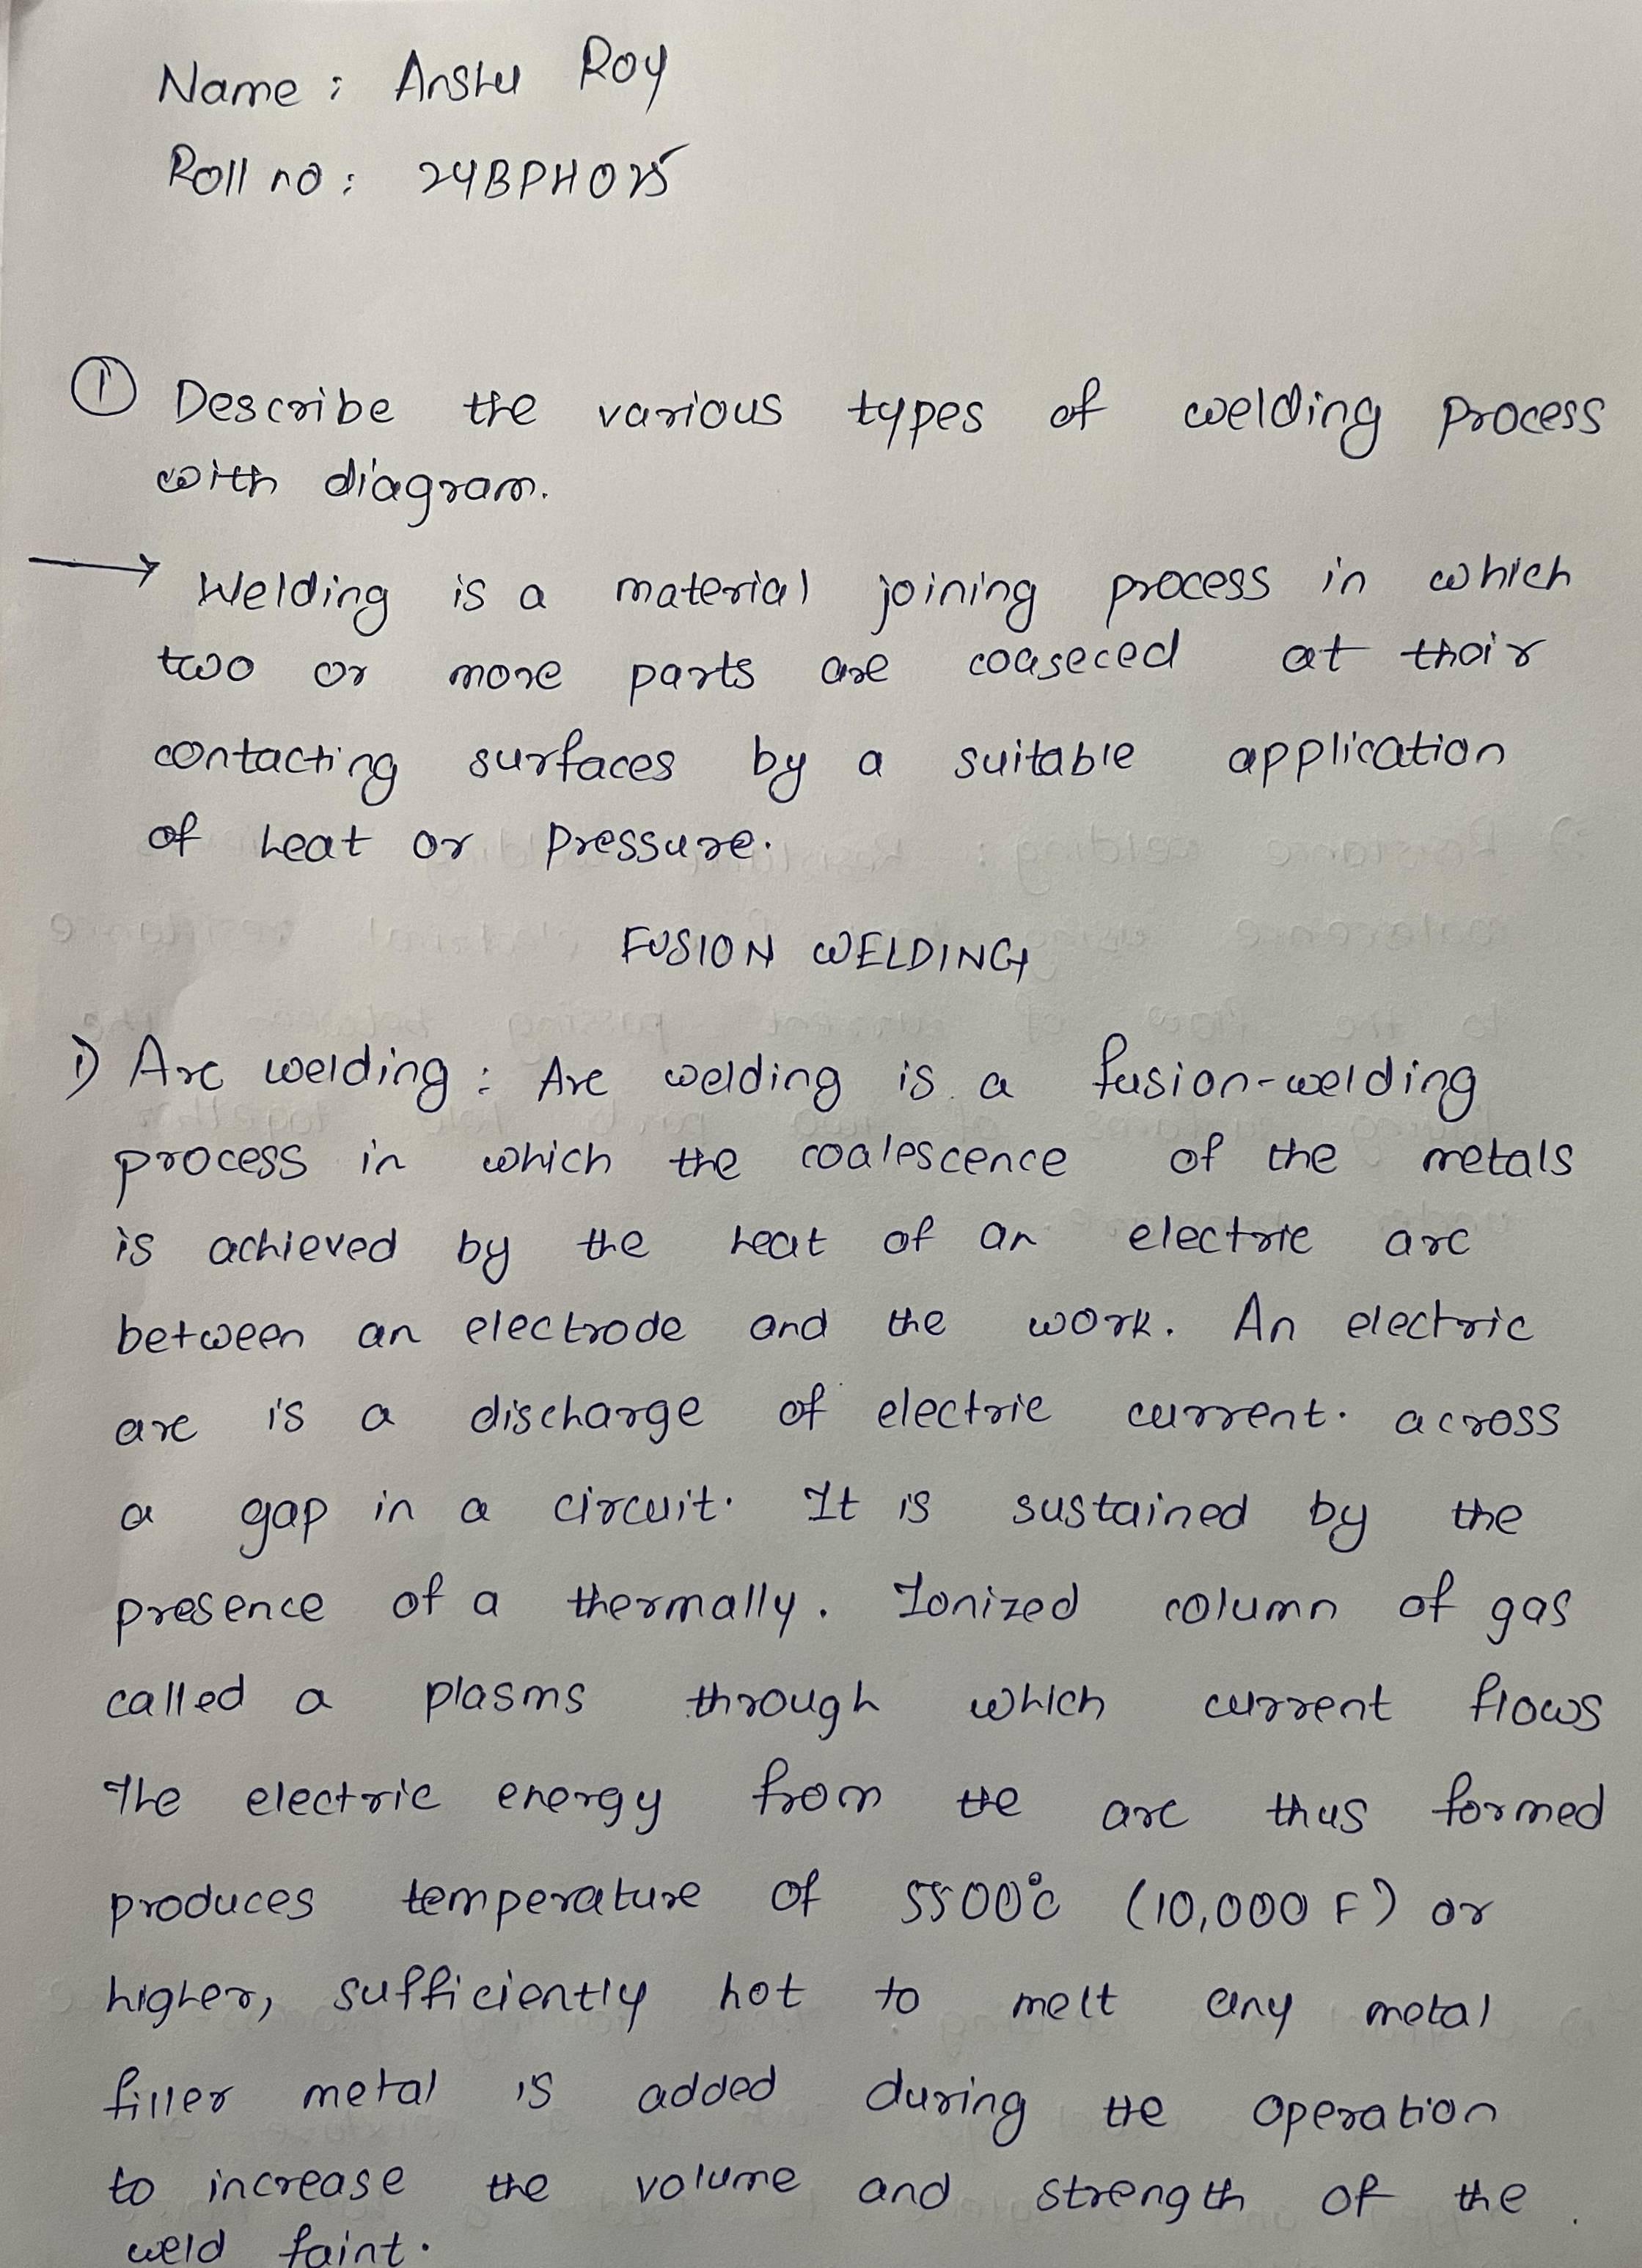 Name : Anshu Roy
Roll no : 24BPH025
① Describe the various types of welding process
with diagram.
→ Welding is a material joining process in which
two or more parts are coaseced at thoir
contacting surfaces by a suitable application
of heat or pressure.
FUSION WELDING
i) Arc welding : Arc welding is a fusion-welding
process in which the coalescence of the metals
is achieved by the heat of an electric arc
between an electrode and the work. An electric
arc is a discharge of electric current. across
a gap in a circuit. It is sustained by the
presence of a thermally. Ionized column of gas
called a plasms through which current flows
The electric energy from the arc thus formed
produces temperature of 5500°c (10,000 F) or
higher, sufficiently hot to melt any metal
filler metal is added during the operation
to increase the volume and strength of the
weld faint.